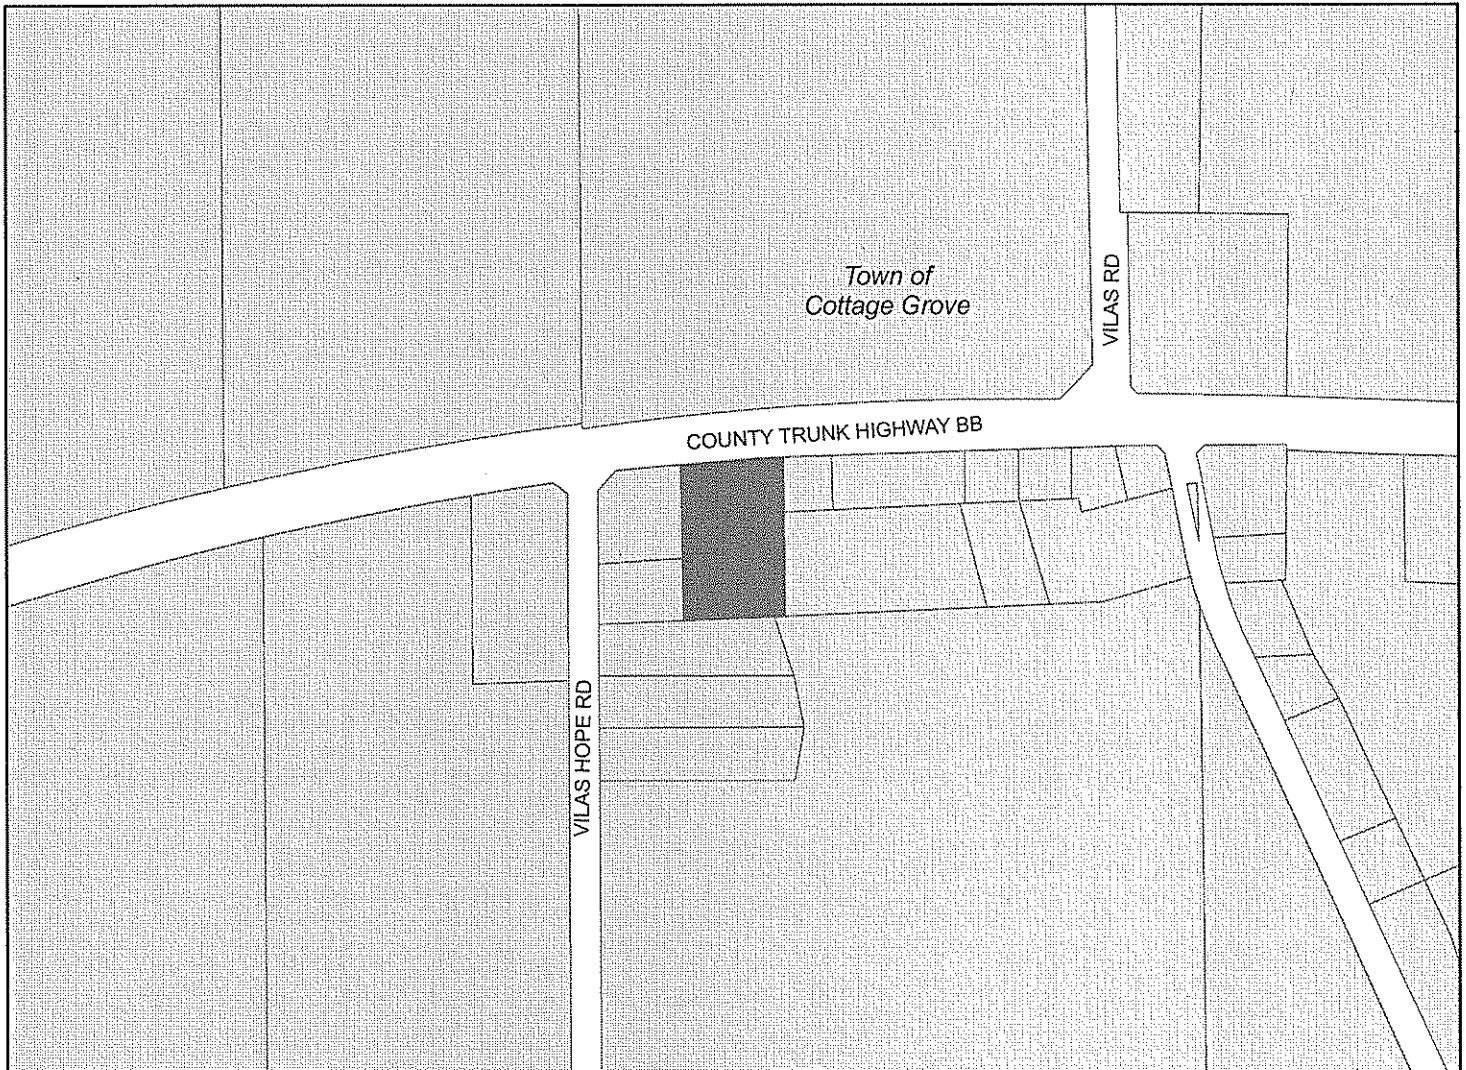 Town of
Cottage Grove
VILAS RD
COUNTY TRUNK HIGHWAY BB
VILAS HOPE RD